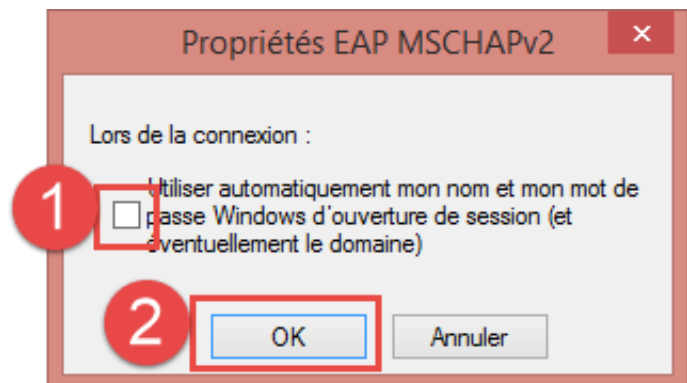 Propriétés EAP MSCHAPv2
Lors de la connexion :
Utiliser automatiquement mon nom et mon mot de
passe Windows d'ouverture de session (et
éventuellement le domaine)
1
2
OK
Annuler